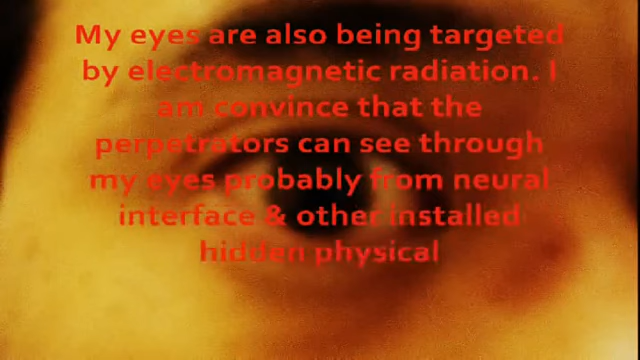 My eyes are also being targeted
by electromagnetic radiation. I
am convince that the
perpetrators can see through
my eyes probably from neural
interface & other installed
hidden physical